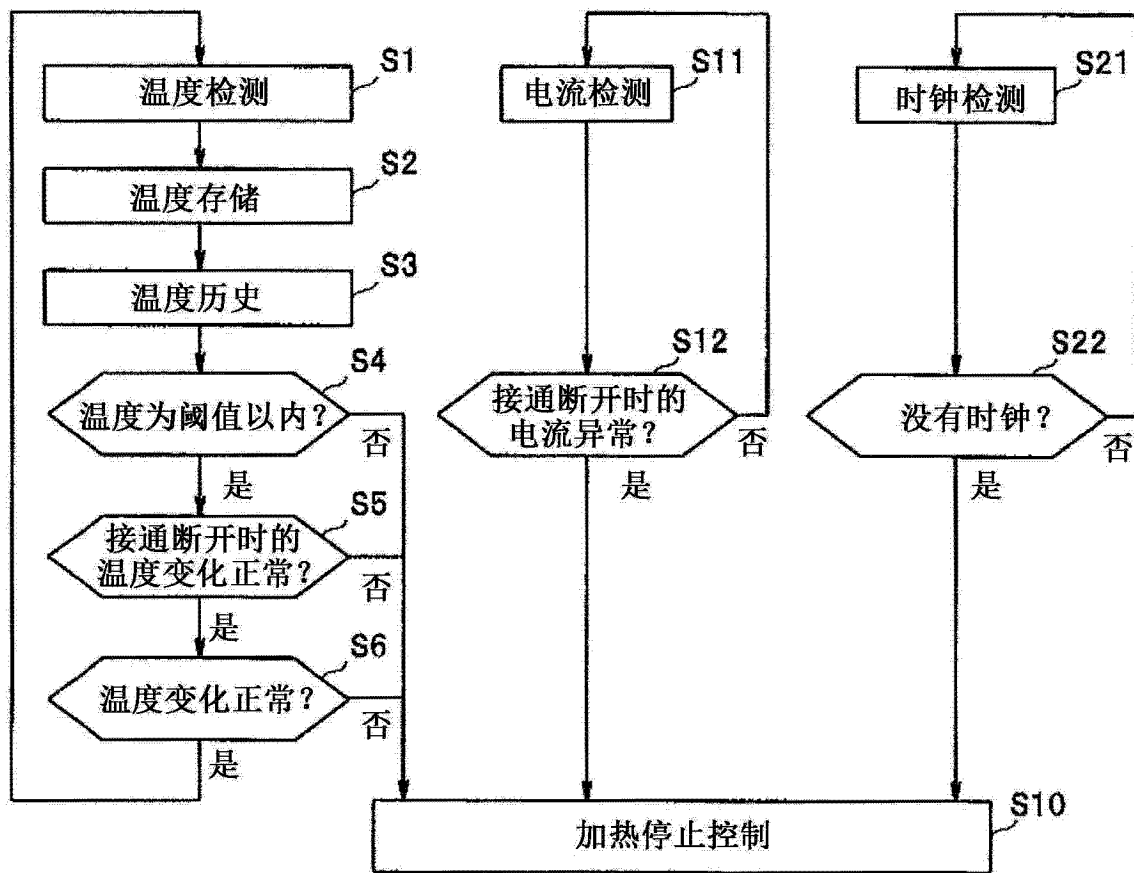 S1
温度检测
S2
温度存储
S3
温度历史
S4
温度为阈值以内?
否
是
S5
接通断开时的
温度变化正常?
否
是
S6
温度变化正常?
否
是
S11
电流检测
S12
接通断开时的
电流异常?
否
是
S21
时钟检测
S22
没有时钟?
否
是
S10
加热停止控制